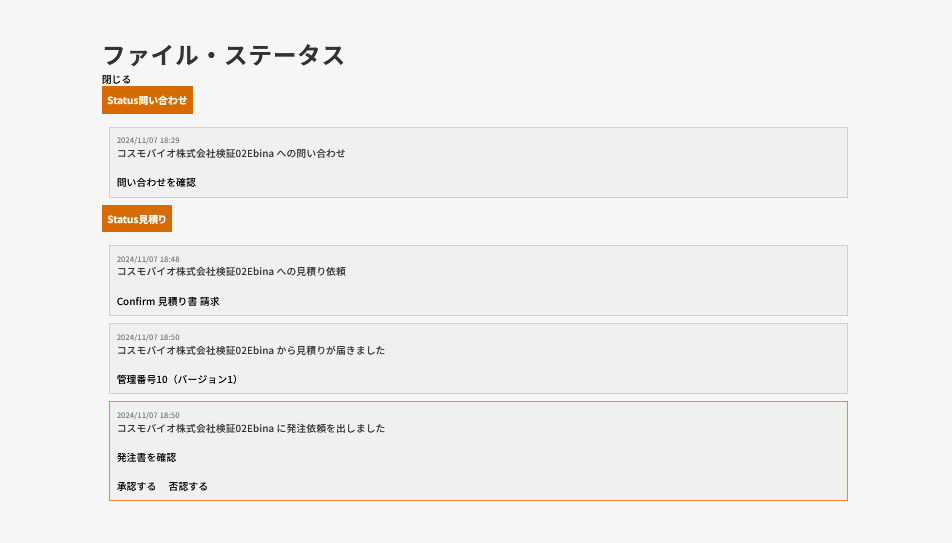 ファイル・ステータス
閉じる
Status問い合わせ
2024/11/07 18:29
コスモバイオ株式会社検証02Ebina への問い合わせ
問い合わせを確認
Status見積り
2024/11/07 18:48
コスモバイオ株式会社検証02Ebina への見積り依頼
Confirm 見積り書 請求
2024/11/07 18:50
コスモバイオ株式会社検証02Ebina から見積りが届きました
管理番号10（バージョン1）
2024/11/07 18:50
コスモバイオ株式会社検証02Ebina に発注依頼を出しました
発注書を確認
承認する 否認する